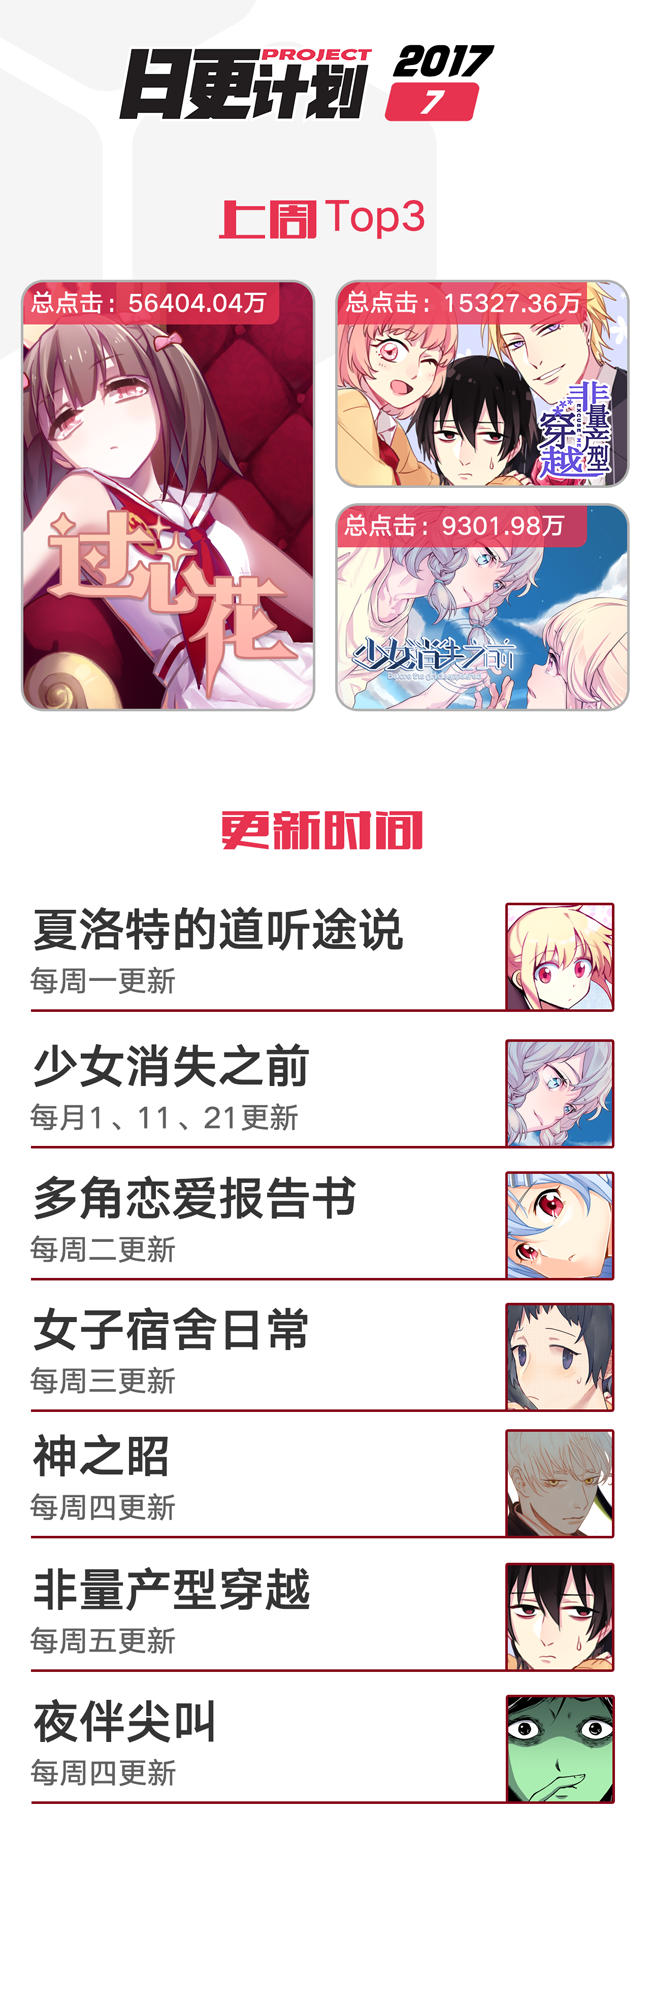 日更计划
PROJECT
2017
7
上周Top3
总点击：56404.04万
过心花
总点击：15327.36万
非量产型
穿越
EXCUSE ME
总点击：9301.98万
少女消失之前
更新时间
夏洛特的道听途说
每周一更新
少女消失之前
每月1、11、21更新
多角恋爱报告书
每周二更新
女子宿舍日常
每周三更新
神之昭
每周四更新
非量产型穿越
每周五更新
夜伴尖叫
每周四更新